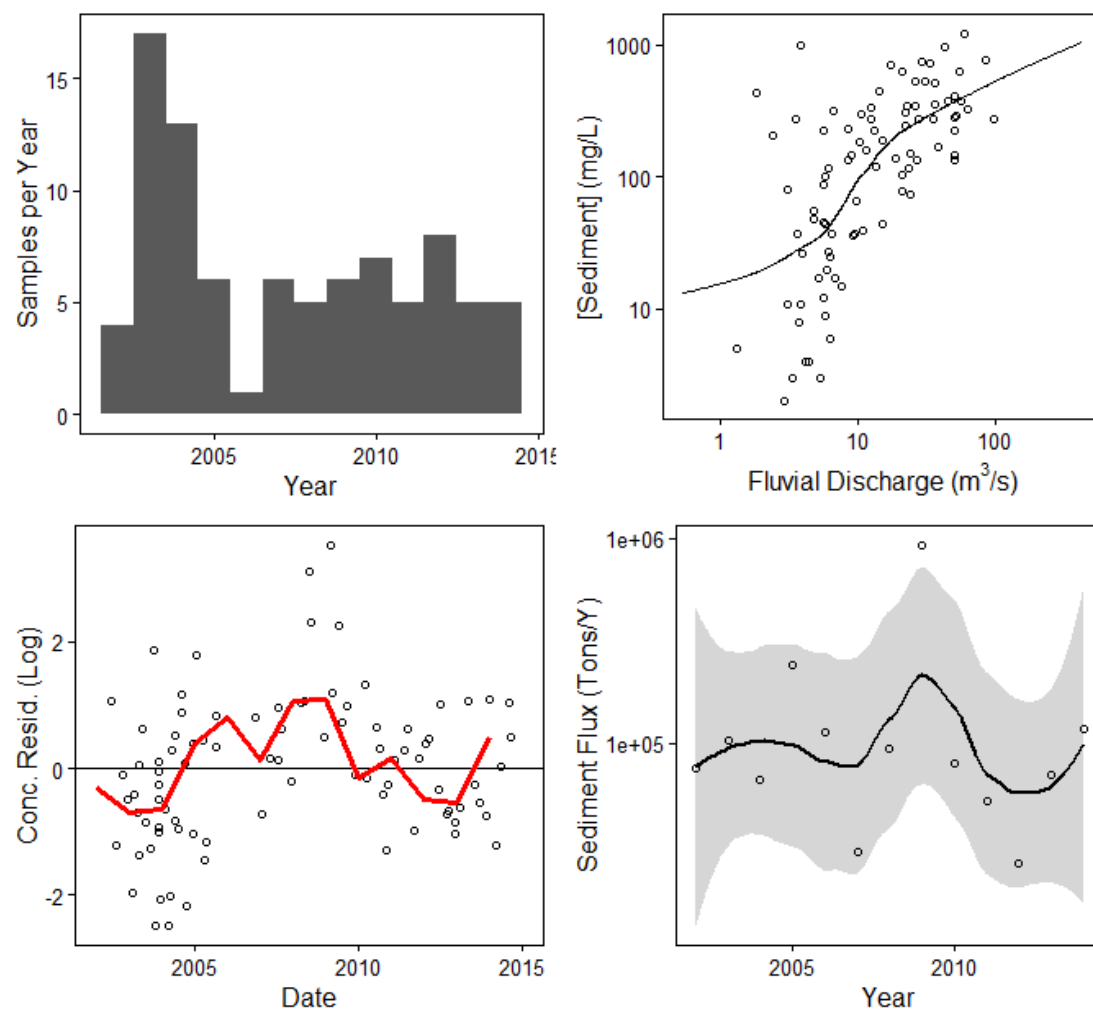 Samples per Year
15
10
5
0
2005
2010
2015
Year
[Sediment] (mg/L)
1000
100
10
1
10
100
Fluvial Discharge (m³/s)
Conc. Resid. (Log)
2
0
-2
2005
2010
2015
Date
Sediment Flux (Tons/Y)
1e+06
1e+05
2005
2010
Year